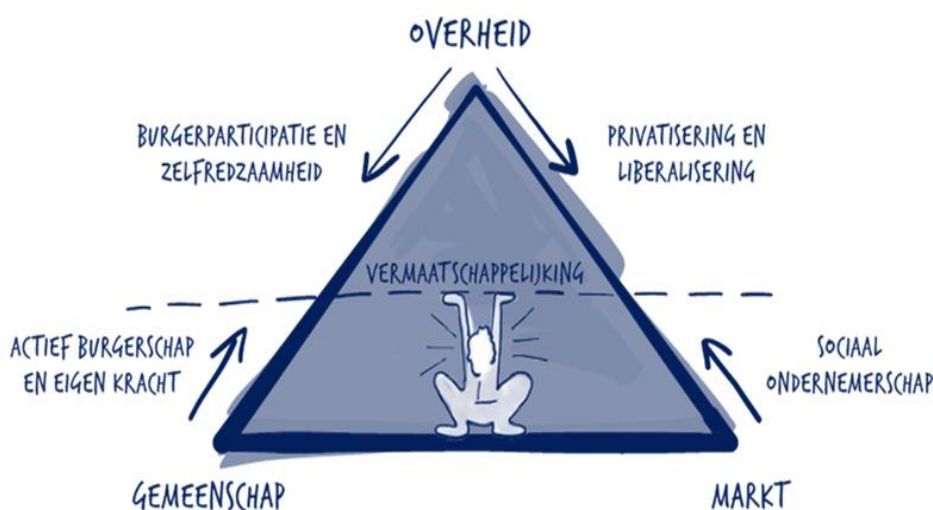 OVERHEID
BURGERPARTICIPATIE EN
ZELFREDZAAMHEID
PRIVATISERING EN
LIBERALISERING
VERMAATSCHAPPELIJKING
ACTIEF BURGERSCHAP
EN EIGEN KRACHT
SOCIAAL
ONDERNEMERSCHAP
GEMEENSCHAP
MARKT